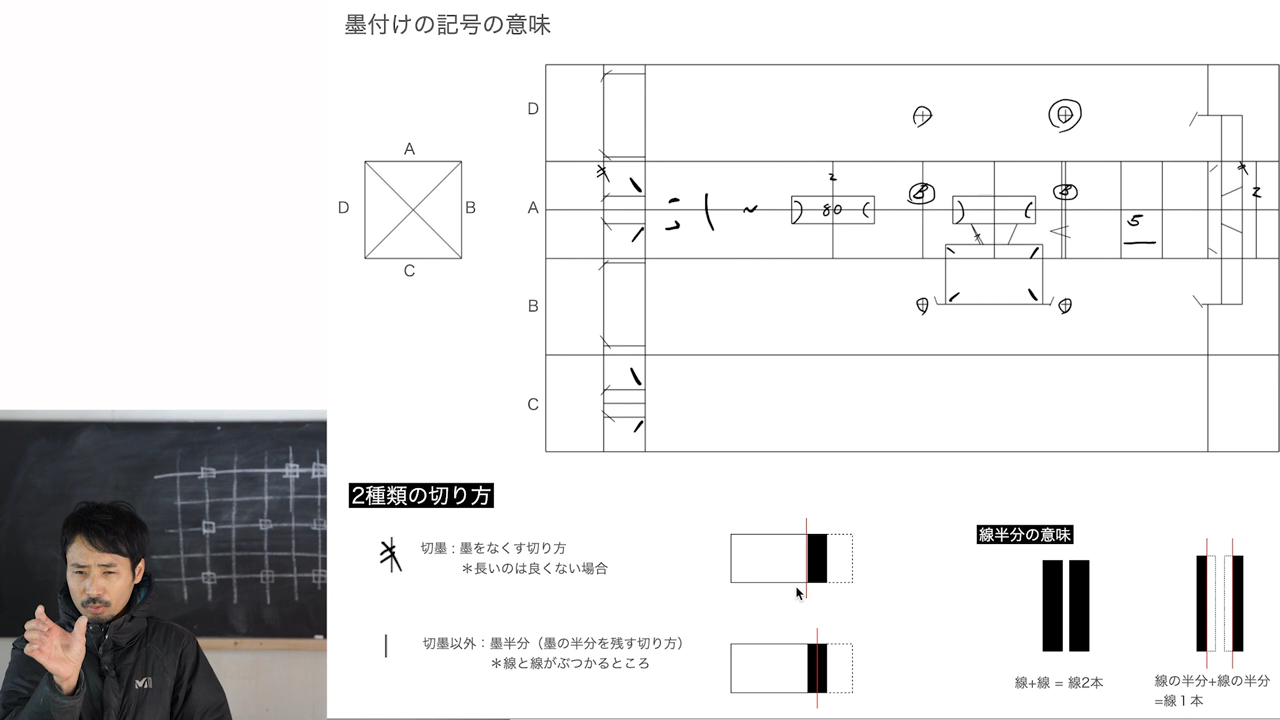 墨付けの記号の意味
A
D
B
C
D
A
B
C
2
80
B
B
5
2
2種類の切り方
切墨：墨をなくす切り方
＊長いのは良くない場合
切墨以外：墨半分（墨の半分を残す切り方）
＊線と線がぶつかるところ
線半分の意味
線+線 = 線2本
線の半分+線の半分
=線１本